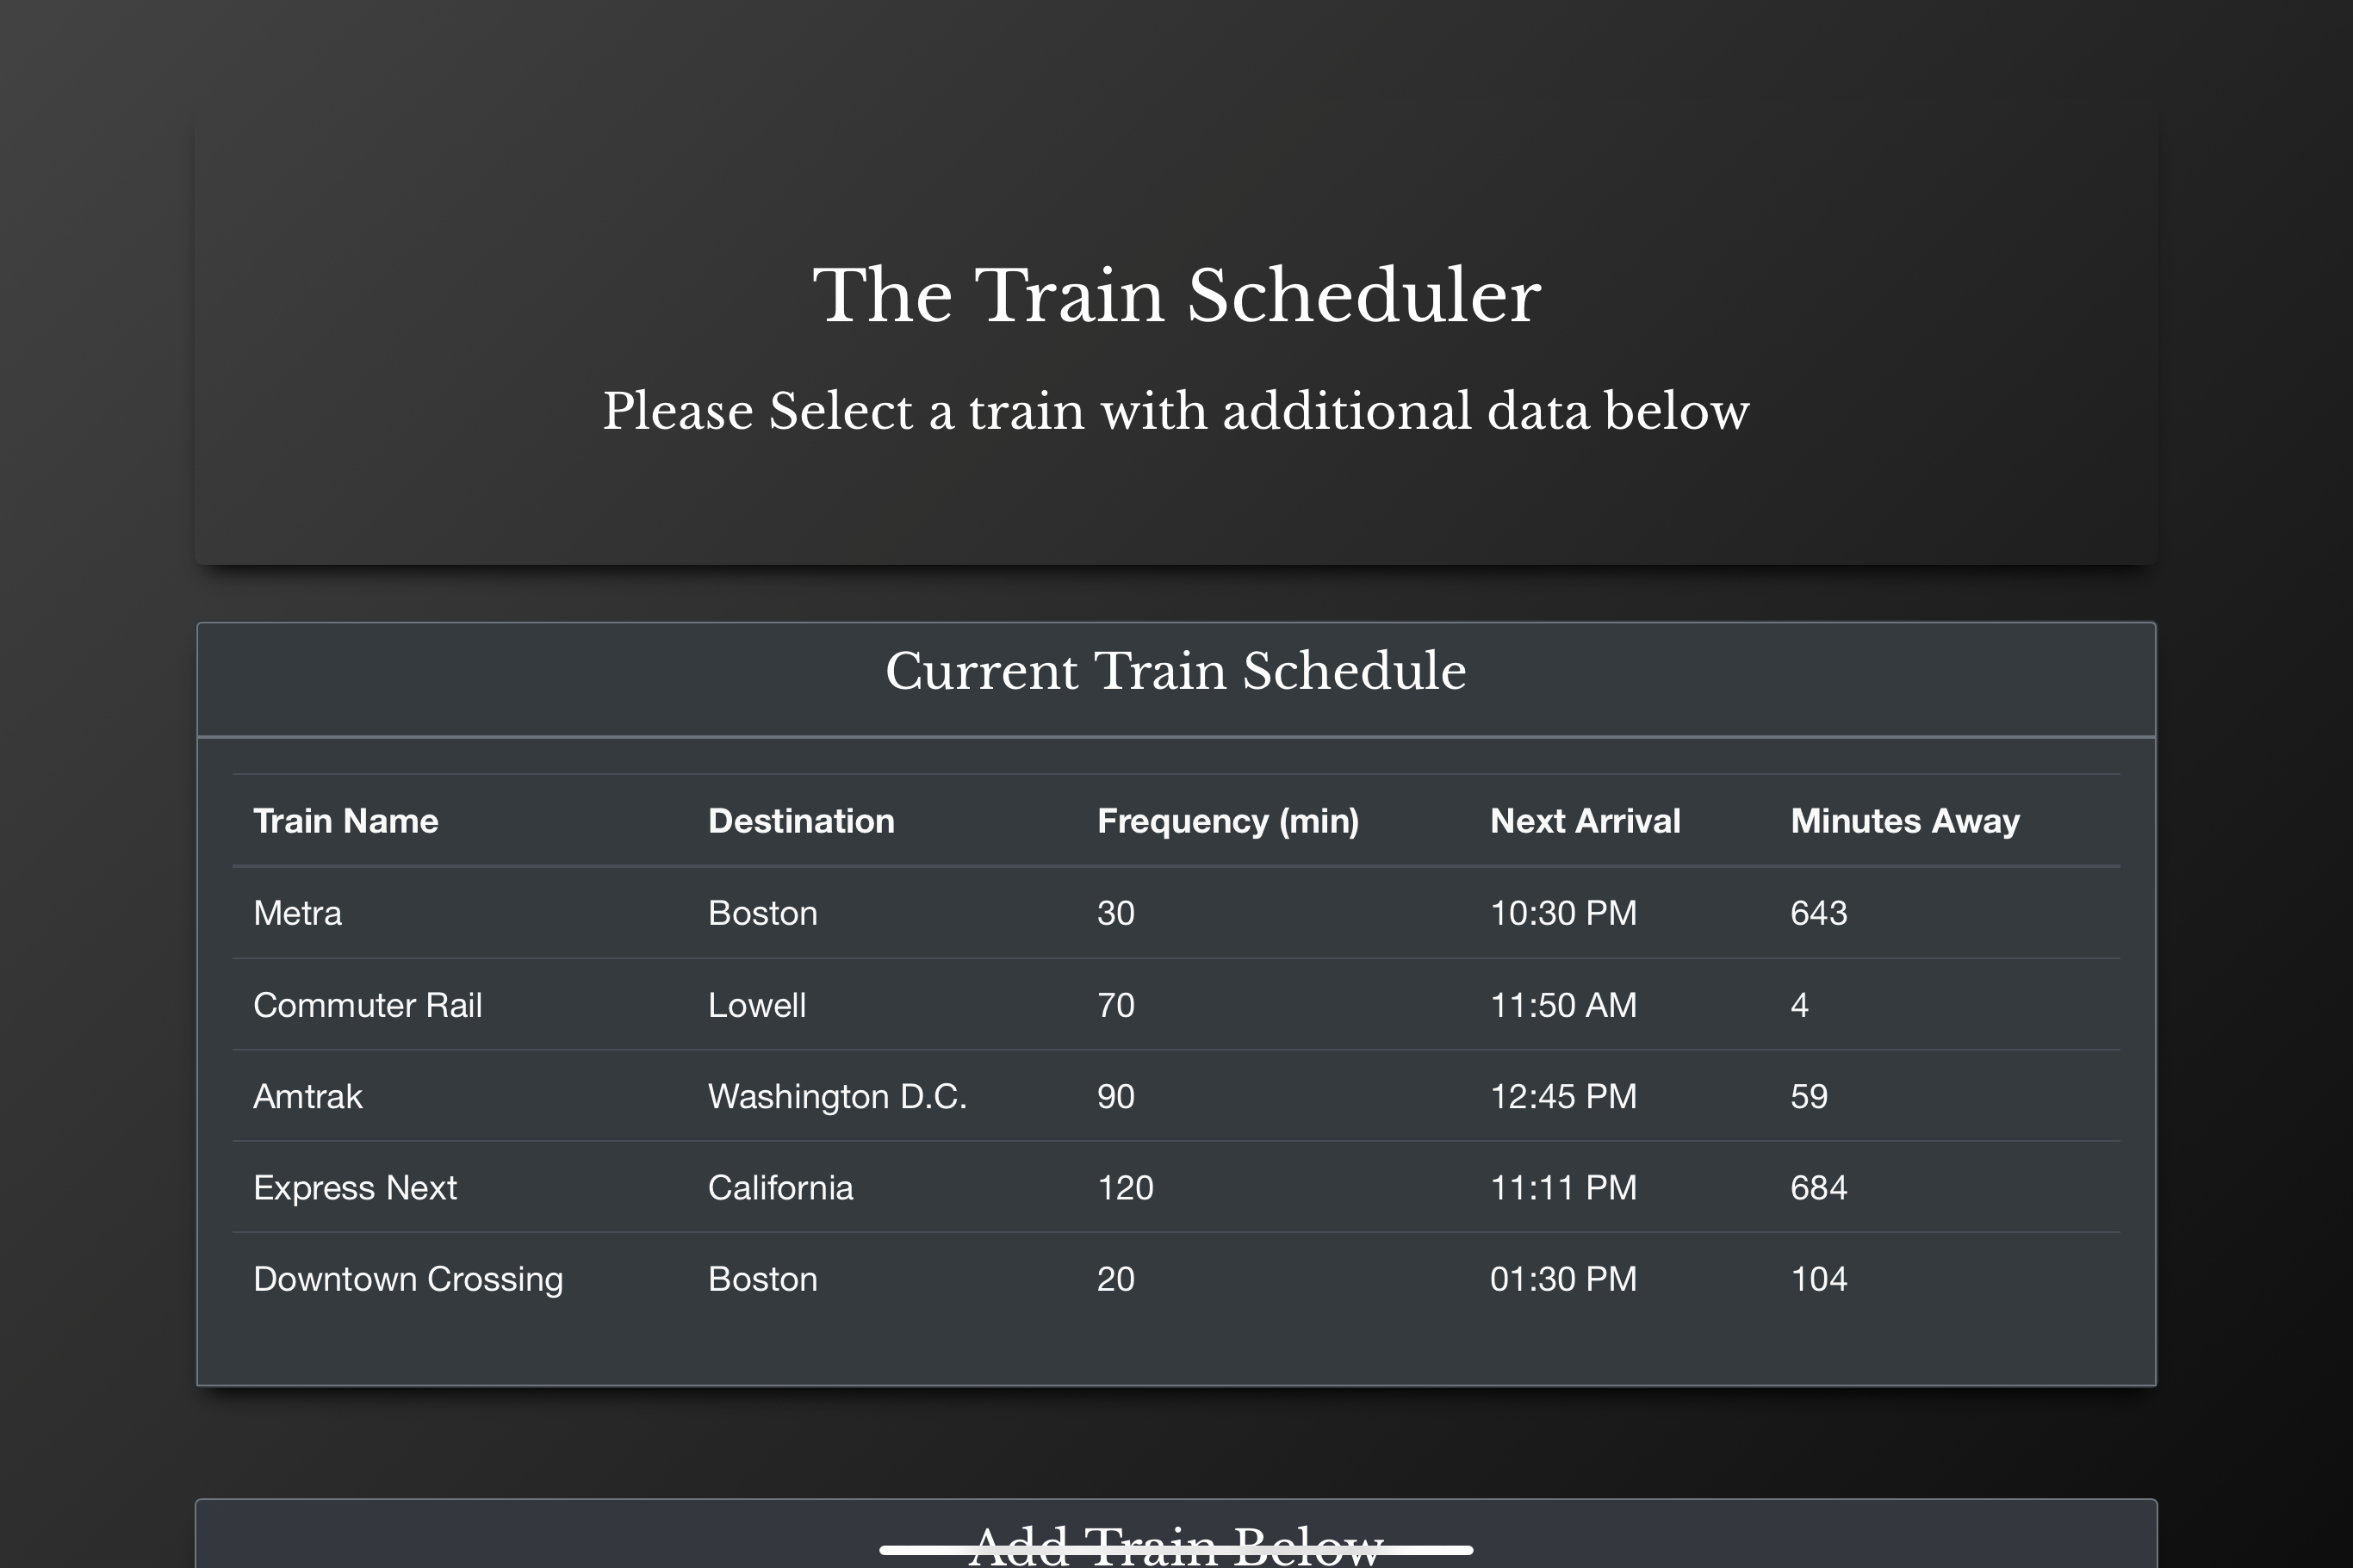 The Train Scheduler
Please Select a train with additional data below
Current Train Schedule
Train Name Destination Frequency (min) Next Arrival Minutes Away
Metra Boston 30 10:30 PM 643
Commuter Rail Lowell 70 11:50 AM 4
Amtrak Washington D.C. 90 12:45 PM 59
Express Next California 120 11:11 PM 684
Downtown Crossing Boston 20 01:30 PM 104
Add Train Below